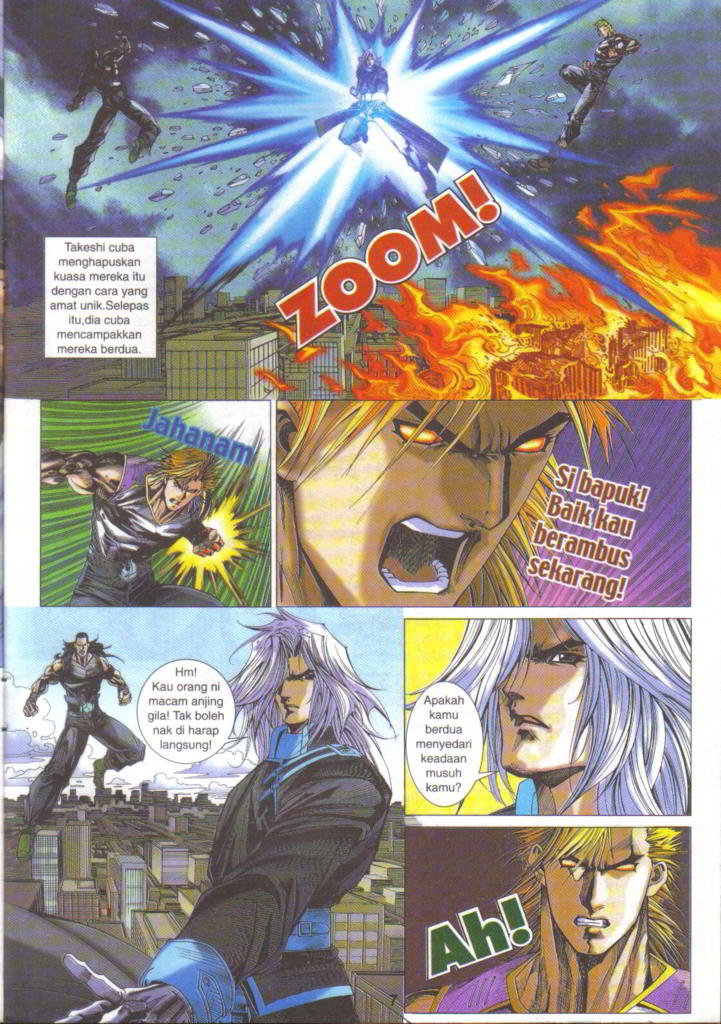 ZOOM!
Takeshi cuba
menghapuskan
kuasa mereka itu
dengan cara yang
amat unik.Selepas
itu,dia cuba
mencampakkan
mereka berdua.
Jahanam
Si bapuk!
Baik kau
berambus
sekarang!
Hm!
Kau orang ni
macam anjing
gila! Tak boleh
nak di harap
langsung!
Apakah
kamu
berdua
menyedari
keadaan
musuh
kamu?
Ah!
7